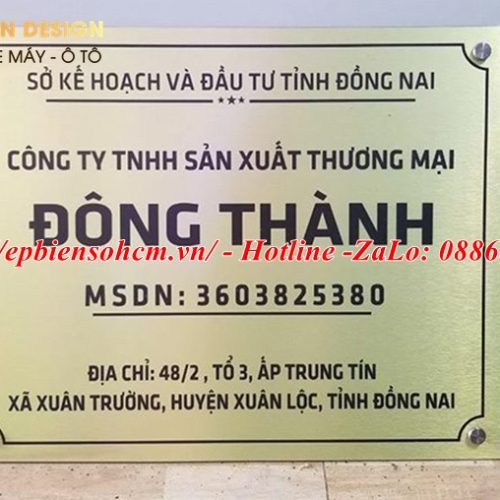 N DESIGN
E MÁY - Ô TÔ
SỞ KẾ HOẠCH VÀ ĐẦU TƯ TỈNH ĐỒNG NAI
CÔNG TY TNHH SẢN XUẤT THƯƠNG MẠI
ĐÔNG THÀNH
/epbiensohcm.vn/ - Hotline -ZaLo: 0886
MSDN: 3603825380
ĐỊA CHỈ: 48/2 , TỔ 3, ẤP TRUNG TÍN
XÃ XUÂN TRƯỜNG, HUYỆN XUÂN LỘC, TỈNH ĐỒNG NAI